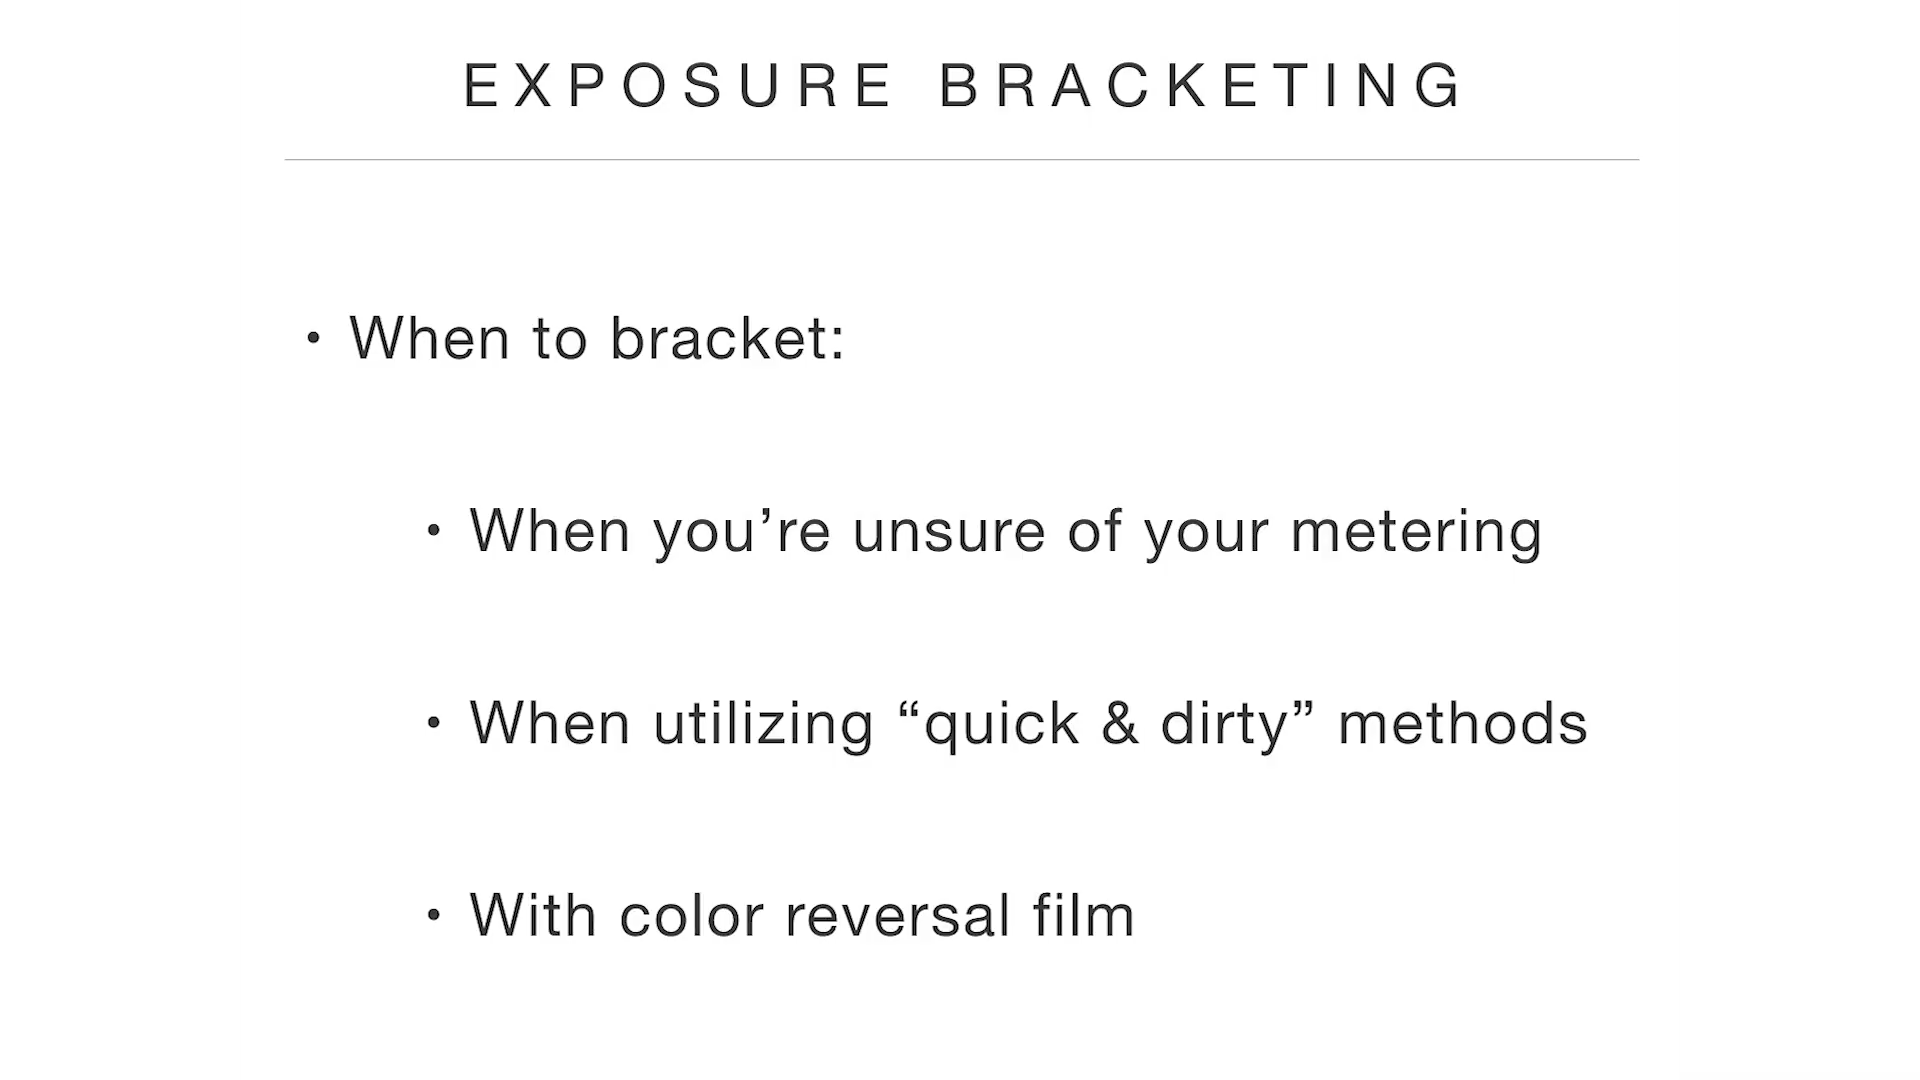 EXPOSURE BRACKETING
• When to bracket:
• When you’re unsure of your metering
• When utilizing “quick & dirty” methods
• With color reversal film